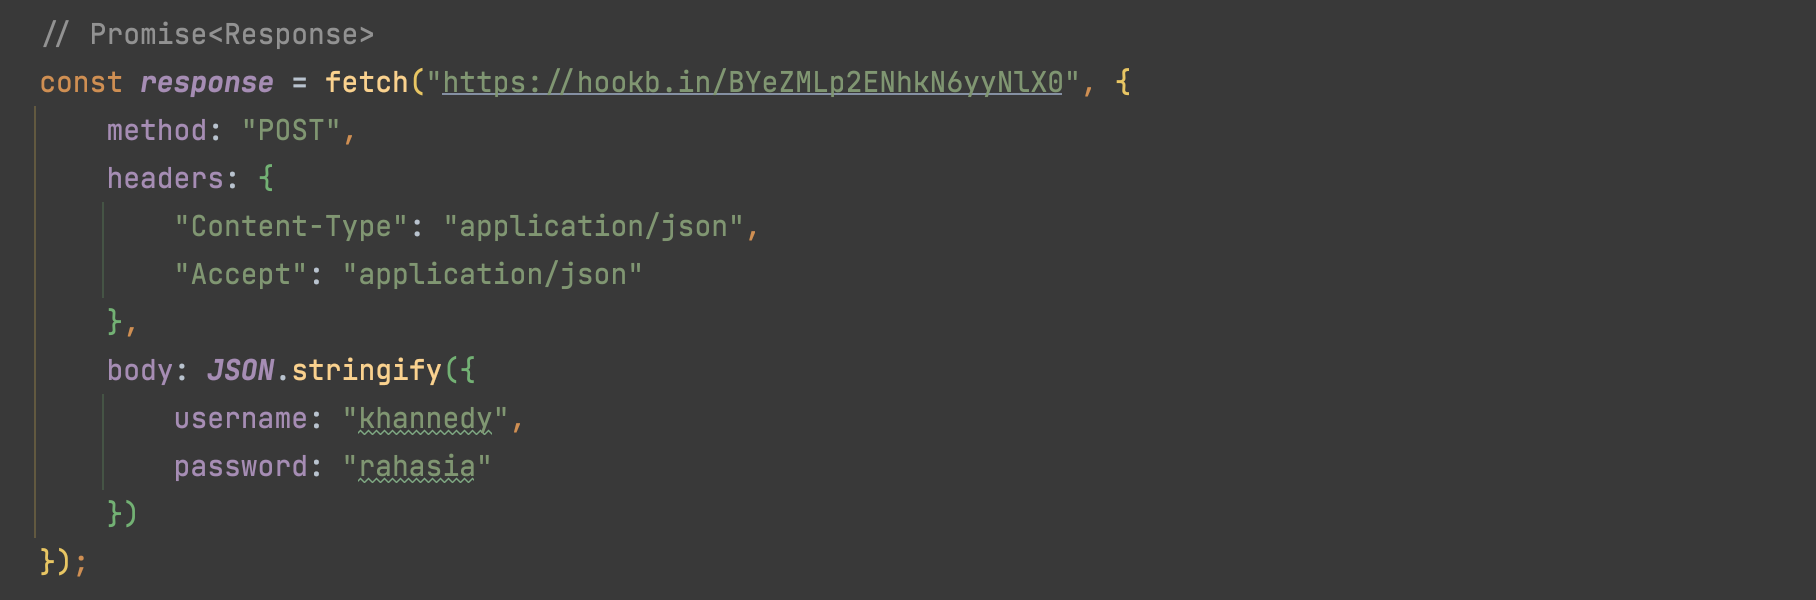 // Promise<Response>
const response = fetch("https://hookb.in/BYeZMLp2ENhkN6yyNlX0", {
    method: "POST",
    headers: {
        "Content-Type": "application/json",
        "Accept": "application/json"
    },
    body: JSON.stringify({
        username: "khannedy",
        password: "rahasia"
    })
});